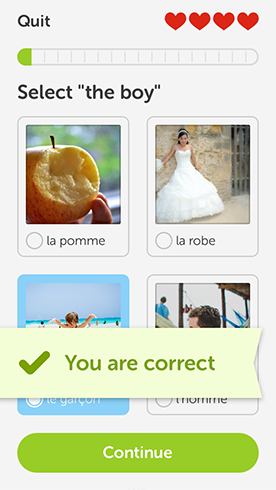 Quit
Select "the boy"
la pomme
la robe
You are correct
le garçon
l'homme
Continue